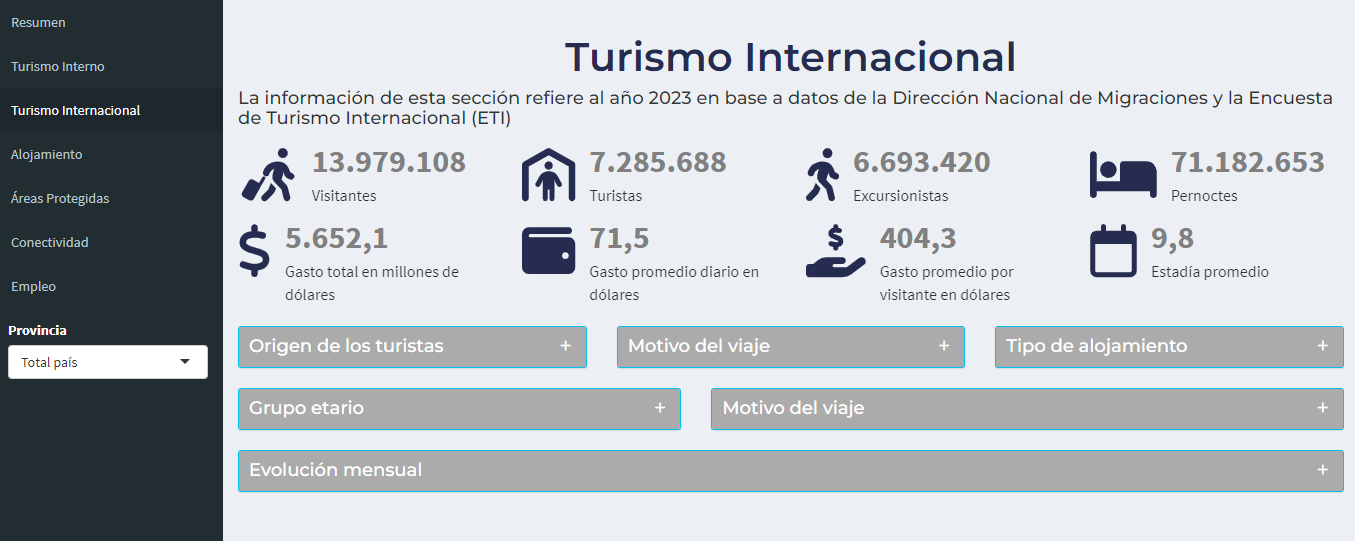 Resumen
Turismo Interno
Turismo Internacional
Alojamiento
Áreas Protegidas
Conectividad
Empleo
Provincia
Total país
Turismo Internacional
La información de esta sección refiere al año 2023 en base a datos de la Dirección Nacional de Migraciones y la Encuesta
de Turismo Internacional (ETI)
13.979.108
Visitantes
7.285.688
Turistas
6.693.420
Excursionistas
71.182.653
Pernoctes
5.652,1
Gasto total en millones de
dólares
71,5
Gasto promedio diario en
dólares
404,3
Gasto promedio por
visitante en dólares
9,8
Estadía promedio
Origen de los turistas +
Motivo del viaje +
Tipo de alojamiento +
Grupo etario +
Motivo del viaje +
Evolución mensual +